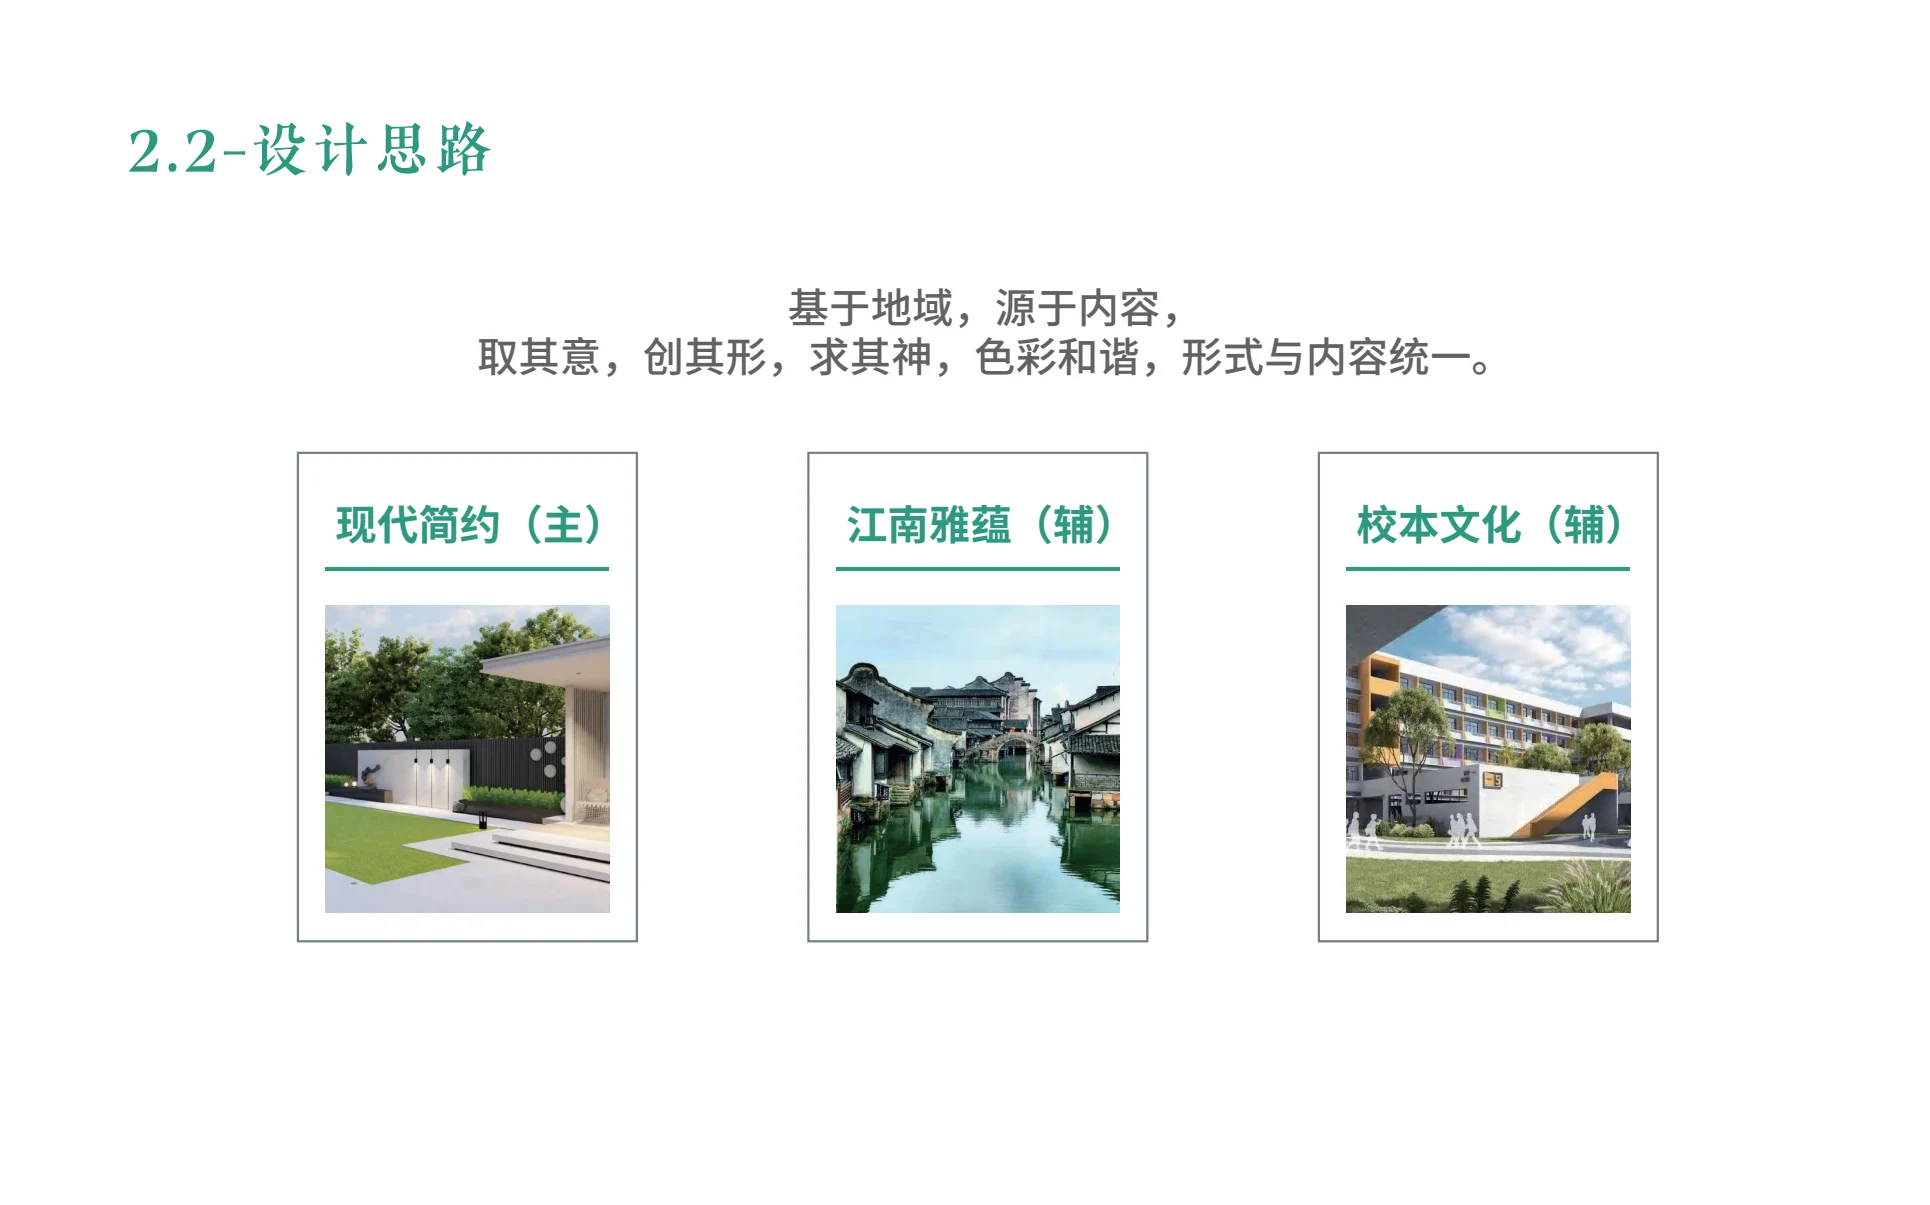 2.2-设计思路
基于地域，源于内容，
取其意，创其形，求其神，色彩和谐，形式与内容统一。
现代简约（主）
江南雅蕴（辅）
校本文化（辅）